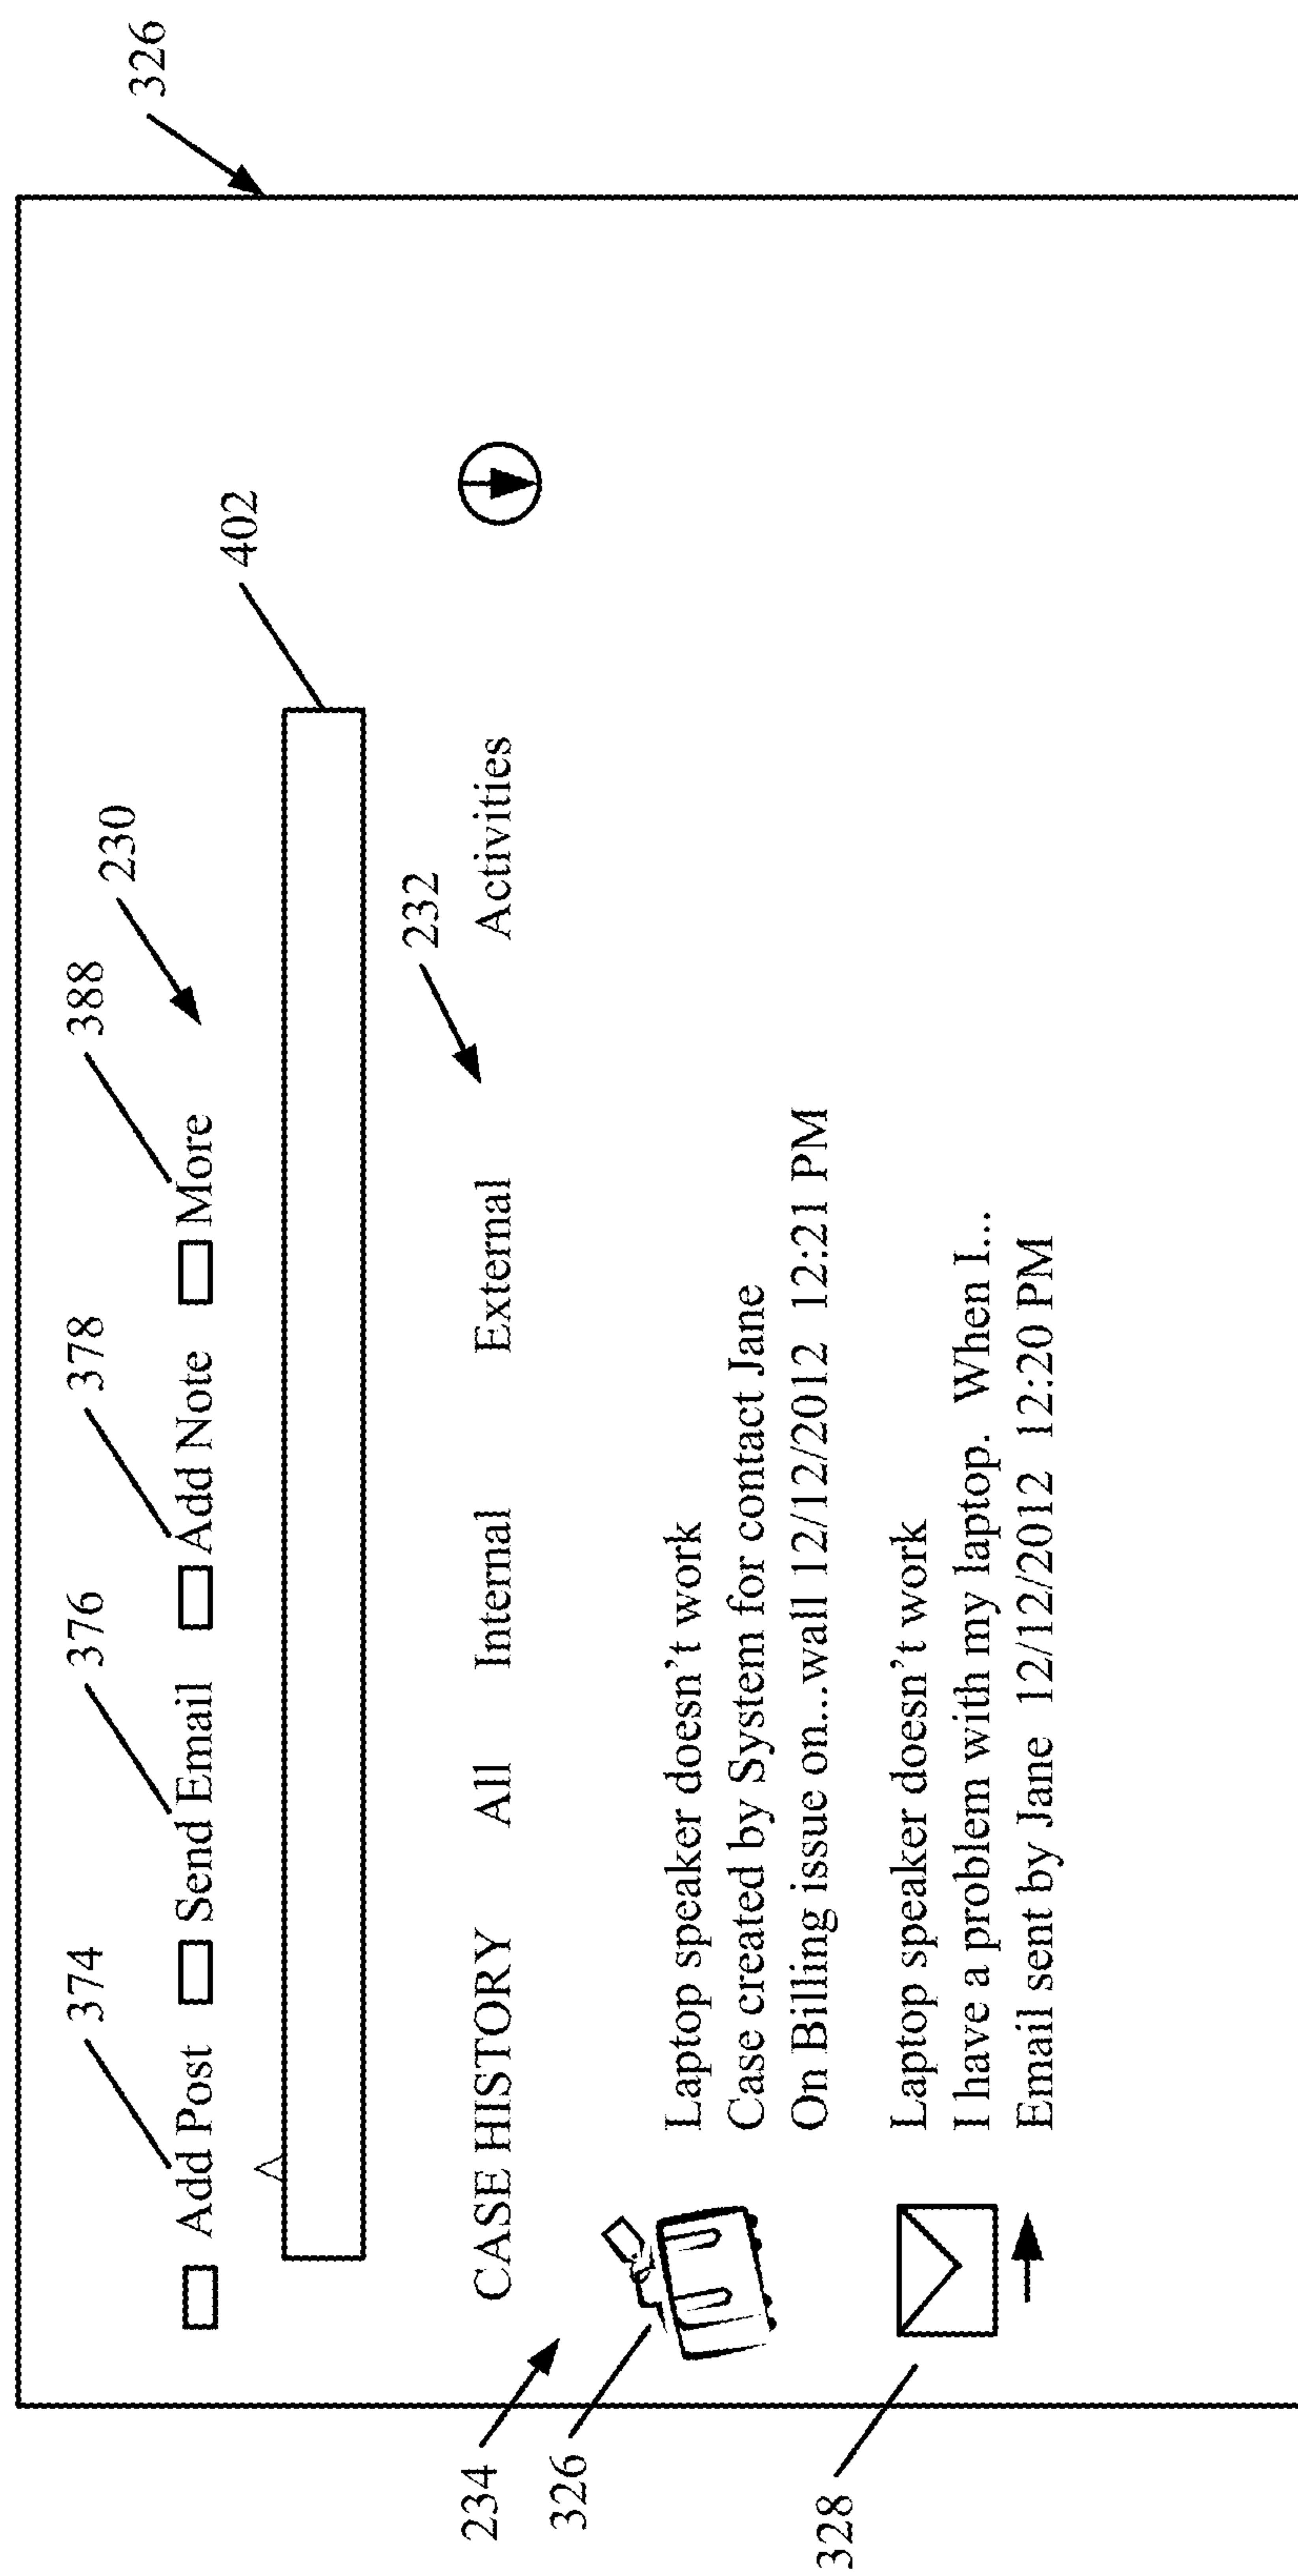 326
374 376 378 388 230
Add Post Send Email Add Note More
402
232
CASE HISTORY All Internal External Activities
234
326
Laptop speaker doesn't work
Case created by System for contact Jane
On Billing issue on...wall 12/12/2012 12:21 PM
328
Laptop speaker doesn't work
I have a problem with my laptop. When I...
Email sent by Jane 12/12/2012 12:20 PM